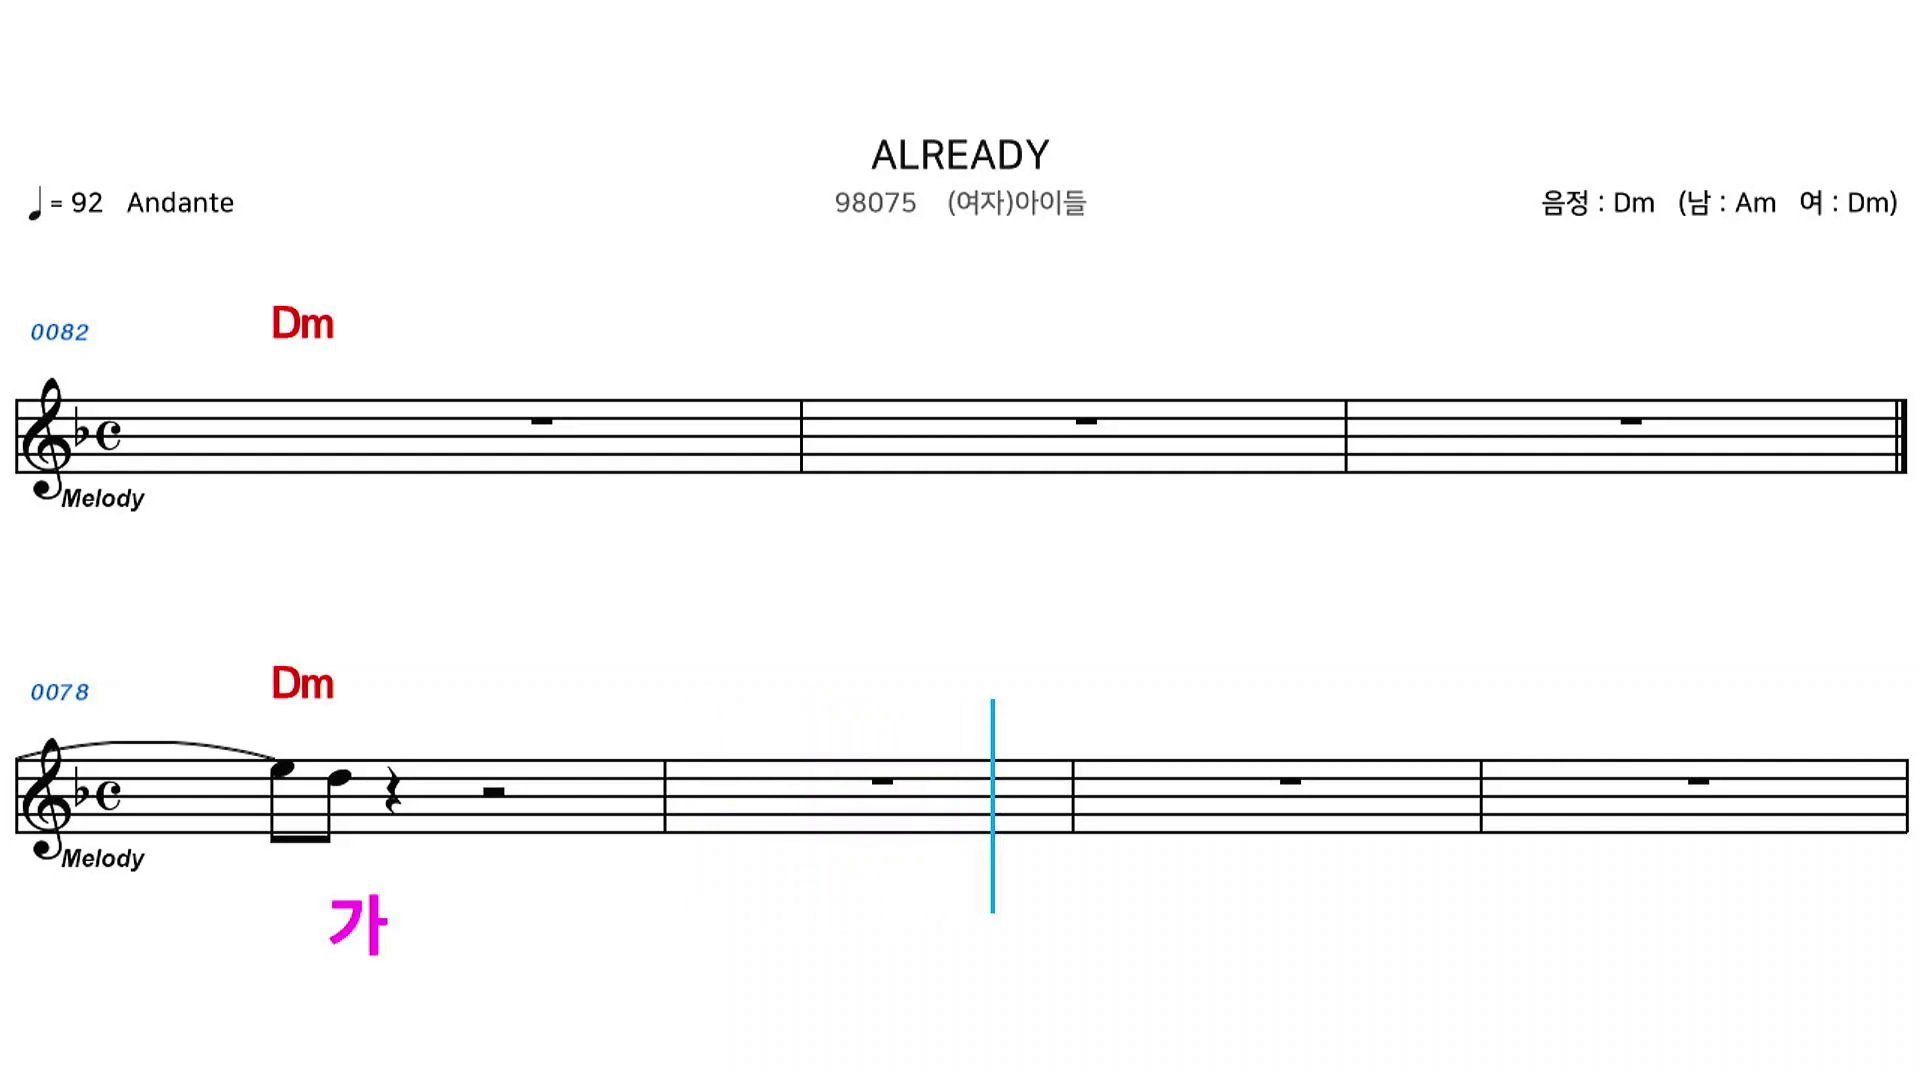 ALREADY
♩ = 92 Andante 98075 (여자)아이들 음정 : Dm (남 : Am 여 : Dm)
0082 Dm
Melody
0078 Dm
Melody
가